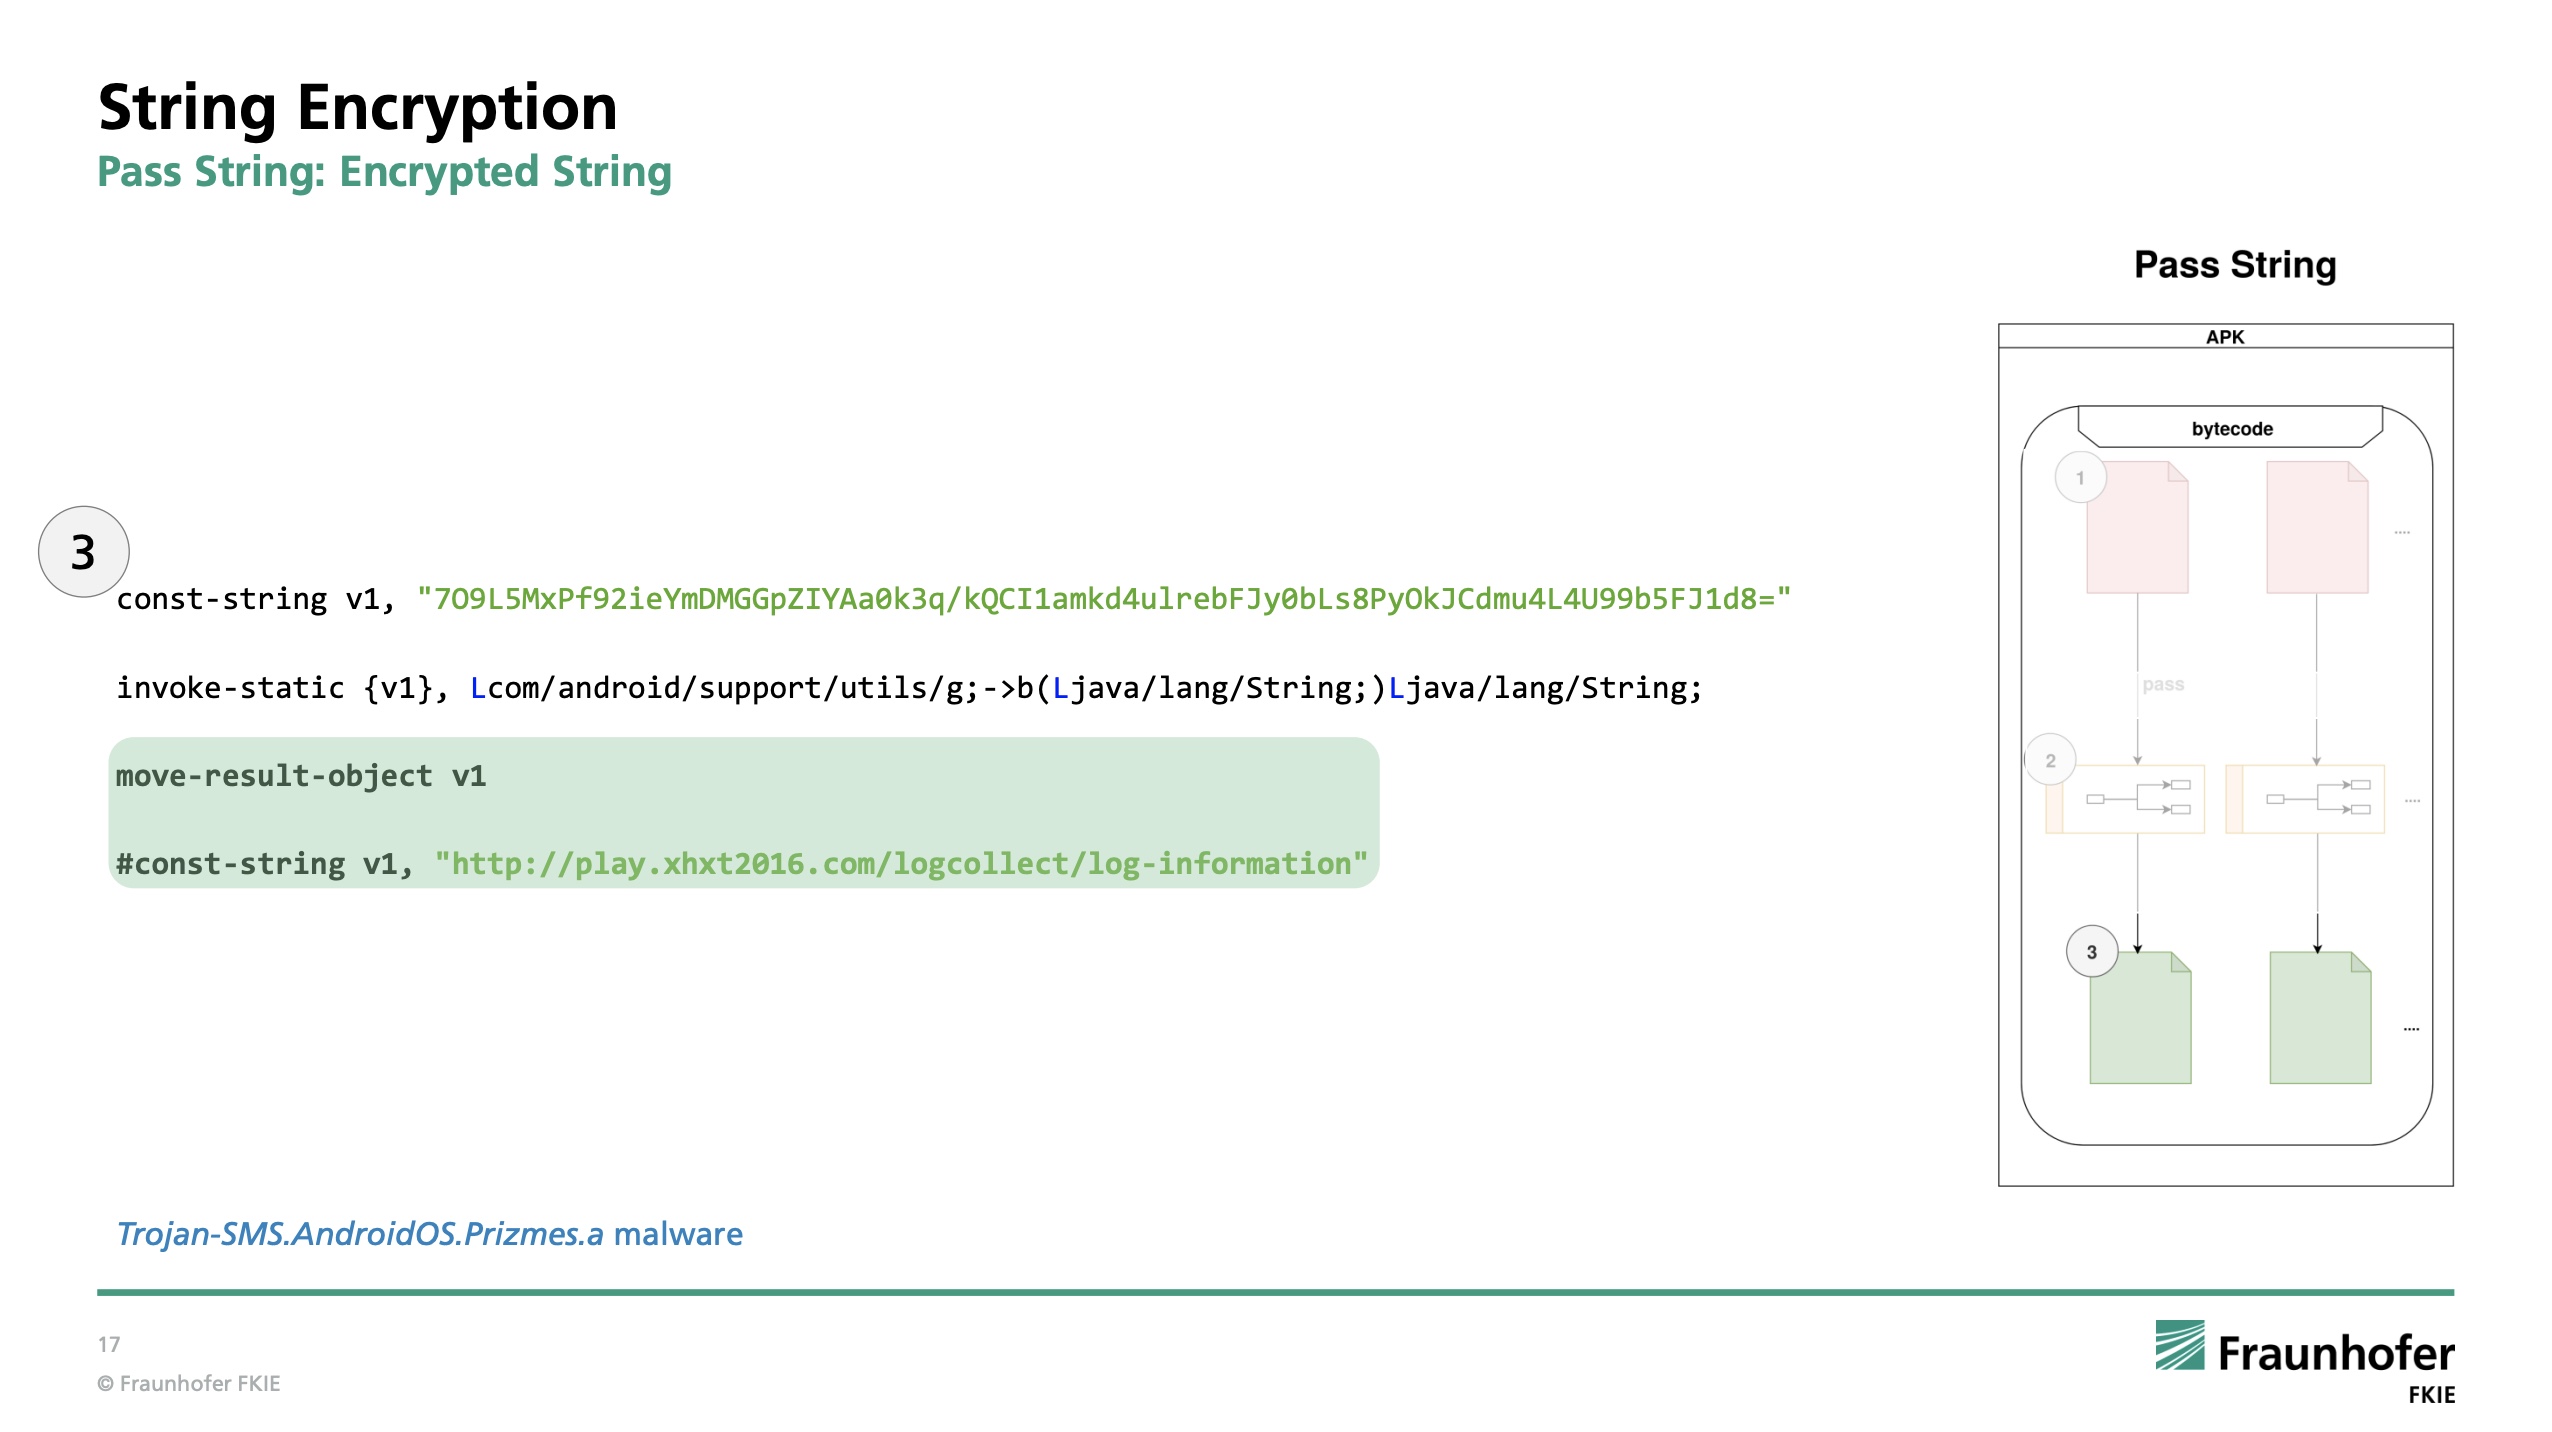 String Encryption
Pass String: Encrypted String
3
const-string v1, "7O9L5MxPf92ieYmDMGGpZIYAa0k3q/kQCI1amkd4ulrebFJy0bLs8PyOkJCdmu4L4U99b5FJ1d8="
invoke-static {v1}, Lcom/android/support/utils/g;->b(Ljava/lang/String;)Ljava/lang/String;
move-result-object v1
#const-string v1, "http://play.xhxt2016.com/logcollect/log-information"
Trojan-SMS.AndroidOS.Prizmes.a malware
Pass String
APK
bytecode
1
....
pass
2
....
3
....
17
© Fraunhofer FKIE
Fraunhofer
FKIE